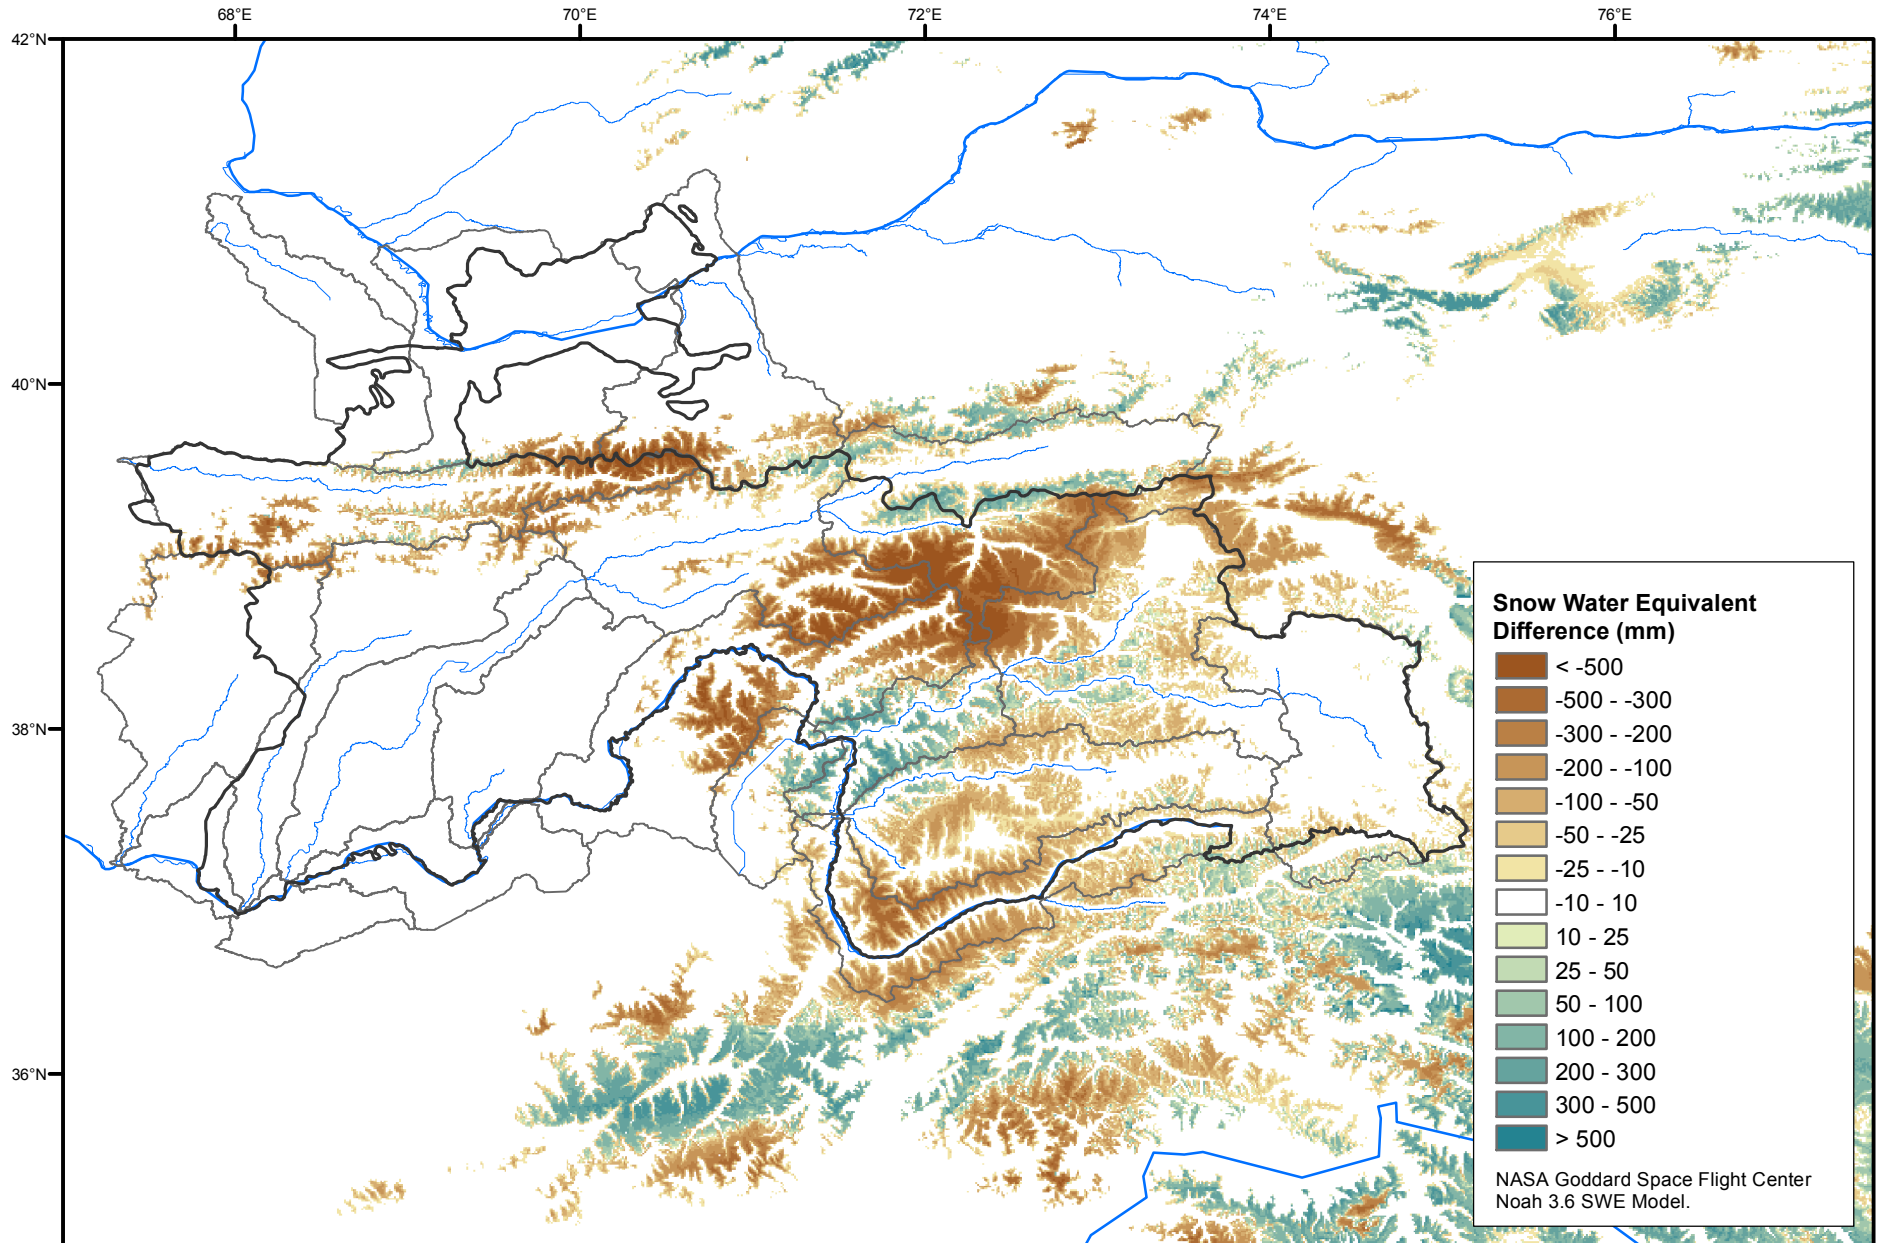 68°E
70°E
72°E
74°E
76°E
42°N
40°N
38°N
36°N
Snow Water Equivalent
Difference (mm)
< -500
-500 - -300
-300 - -200
-200 - -100
-100 - -50
-50 - -25
-25 - -10
-10 - 10
10 - 25
25 - 50
50 - 100
100 - 200
200 - 300
300 - 500
> 500
NASA Goddard Space Flight Center
Noah 3.6 SWE Model.